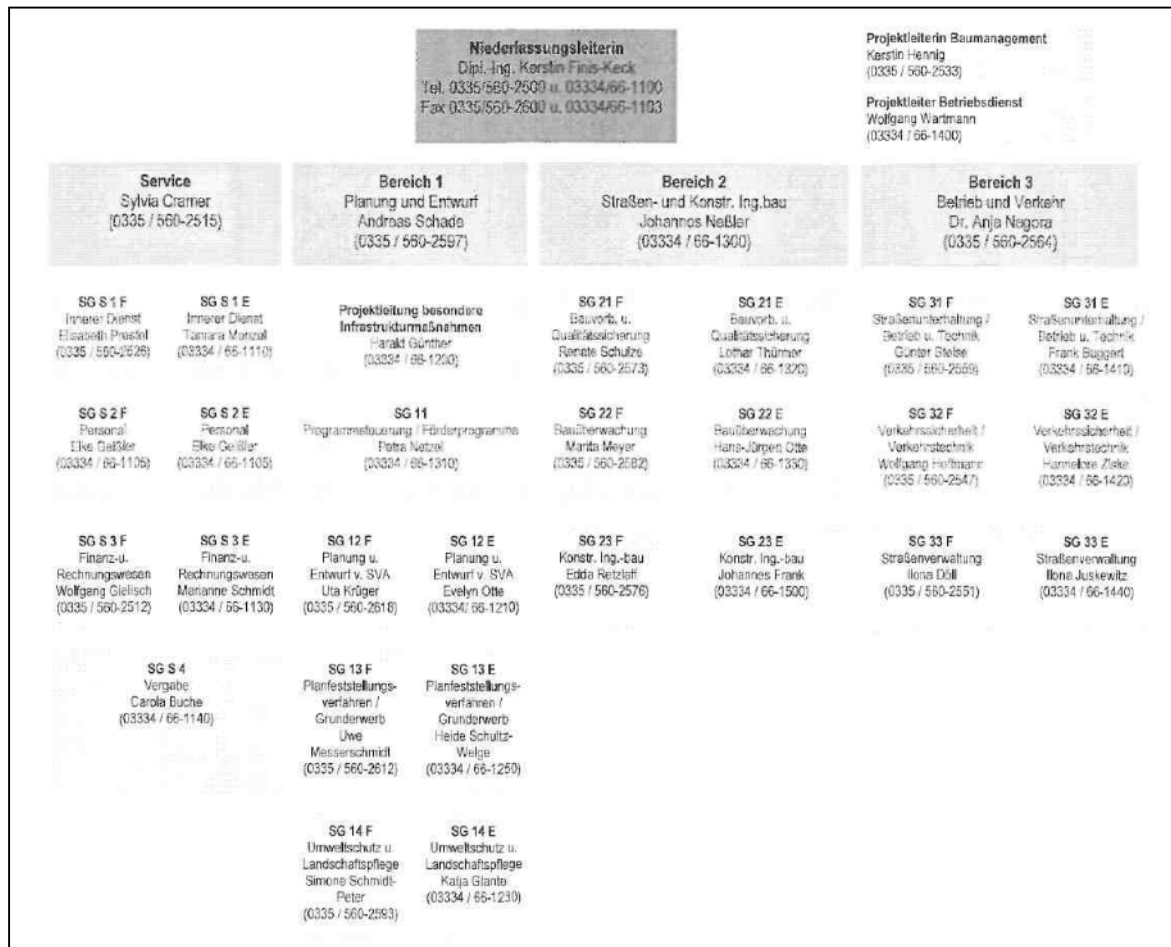 Niederlassungsleiterin
Dipl.-Ing. Kerstin Finis-Keck
Tel. 0335/560-2500 u. 03334/66-1100
Fax 0335/560-2600 u. 03334/66-1103
Projektleiterin Baumanagement
Kerstin Hennig
(0335 / 560-2533)
Projektleiter Betriebsdienst
Wolfgang Wartmann
(03334 / 66-1400)
Service
Sylvia Cramer
(0335 / 560-2515)
Bereich 1
Planung und Entwurf
Andreas Schade
(0335 / 560-2597)
Bereich 2
Straßen- und Konstr. Ing.bau
Johannes Neßler
(03334 / 66-1300)
Bereich 3
Betrieb und Verkehr
Dr. Anja Nagora
(0335 / 560-2564)
SG S 1 F
Innerer Dienst
Elisabeth Prestel
(0335 / 560-2626)
SG S 1 E
Innerer Dienst
Tamara Menzel
(03334 / 66-1110)
Projektleitung besondere
Infrastrukturmaßnahmen
Harald Günther
(03334 / 66-1200)
SG 21 F
Bauvorb. u.
Qualitätssicherung
Renate Schulze
(0335 / 560-2573)
SG 21 E
Bauvorb. u.
Qualitätssicherung
Lothar Thürmer
(03334 / 66-1320)
SG 31 F
Straßenunterhaltung /
Betrieb u. Technik
Günter Steise
(0335 / 560-2559)
SG 31 E
Straßenunterhaltung /
Betrieb u. Technik
Frank Baggert
(03334 / 66-1410)
SG S 2 F
Personal
Elke Geißler
(03334 / 66-1105)
SG S 2 E
Personal
Elke Geißler
(03334 / 66-1105)
SG 11
Programmsteuerung / Förderprogramme
Petra Netzel
(03334 / 66-1310)
SG 22 F
Bauüberwachung
Marita Meyer
(0335 / 560-2582)
SG 22 E
Bauüberwachung
Hans-Jürgen Otte
(03334 / 66-1330)
SG 32 F
Verkehrssicherheit /
Verkehrstechnik
Wolfgang Hoffmann
(0335 / 560-2547)
SG 32 E
Verkehrssicherheit /
Verkehrstechnik
Hannelore Ziske
(03334 / 66-1420)
SG S 3 F
Finanz-u.
Rechnungswesen
Wolfgang Gielisch
(0335 / 560-2512)
SG S 3 E
Finanz-u.
Rechnungswesen
Marianne Schmidt
(03334 / 66-1130)
SG 12 F
Planung u.
Entwurf v. SVA
Uta Krüger
(0335 / 560-2618)
SG 12 E
Planung u.
Entwurf v. SVA
Evelyn Otte
(03334/ 66-1210)
SG 23 F
Konstr. Ing.-bau
Edda Retzlaff
(0335 / 560-2576)
SG 23 E
Konstr. Ing.-bau
Johannes Frank
(03334 / 66-1500)
SG 33 F
Straßenverwaltung
Ilona Döll
(0335 / 560-2551)
SG 33 E
Straßenverwaltung
Ilona Juskewitz
(03334 / 66-1440)
SG S 4
Vergabe
Carola Buche
(03334 / 66-1140)
SG 13 F
Planfeststellungs-
verfahren /
Grunderwerb
Uwe
Messerschmidt
(0335 / 560-2612)
SG 13 E
Planfeststellungs-
verfahren /
Grunderwerb
Heide Schultz-
Welge
(03334 / 66-1250)
SG 14 F
Umweltschutz u.
Landschaftspflege
Simone Schmidt-
Peter
(0335 / 560-2593)
SG 14 E
Umweltschutz u.
Landschaftspflege
Katja Glante
(03334 / 66-1230)